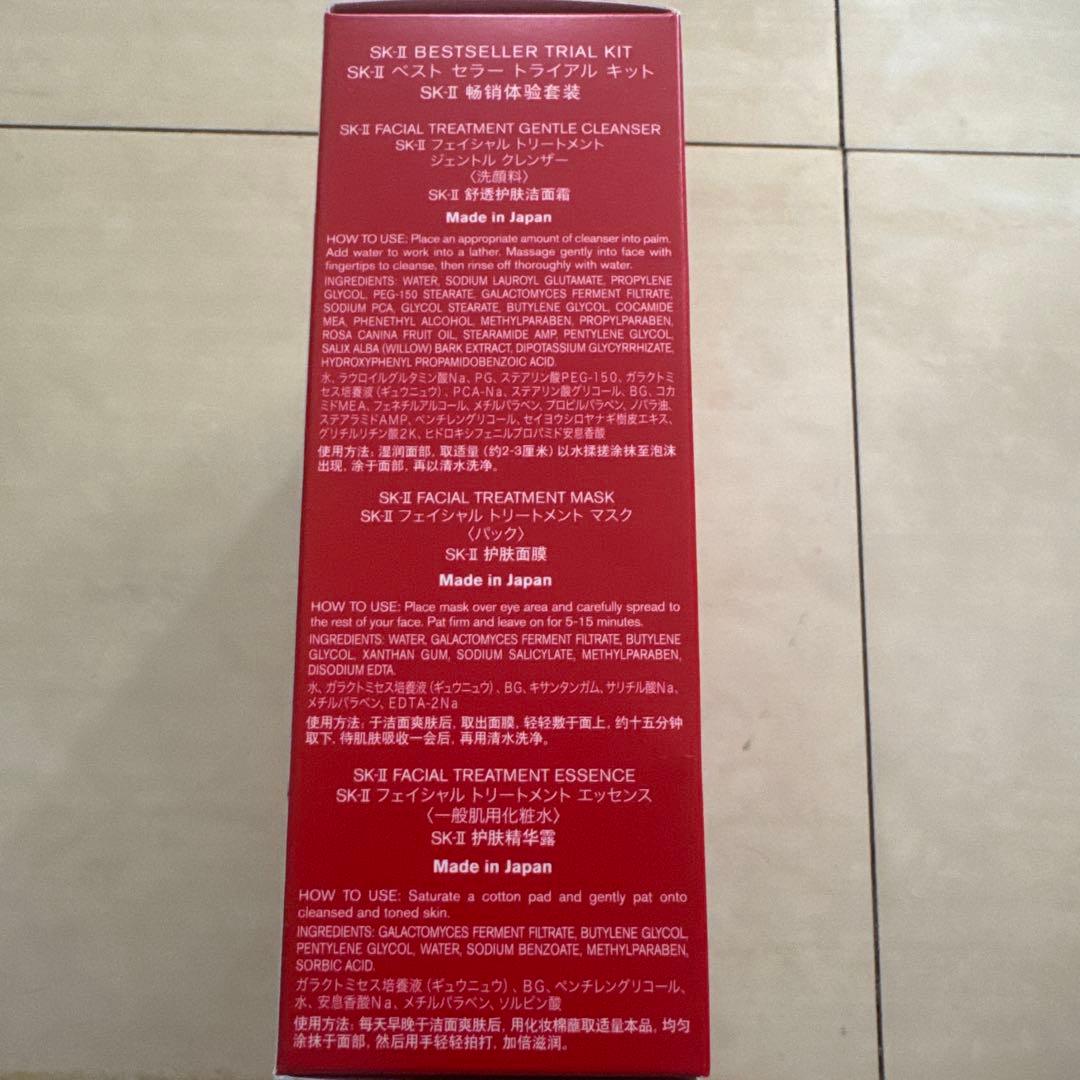 SK-II BESTSELLER TRIAL KIT
SK-II ベスト セラー トライアル キット
SK-II 畅销体验套装
SK-II FACIAL TREATMENT GENTLE CLEANSER
SK-II フェイシャル トリートメント
ジェントル クレンザー
〈洗顔料〉
SK-II 舒透护肤洁面霜
Made in Japan
HOW TO USE: Place an appropriate amount of cleanser into palm.
Add water to work into a lather. Massage gently into face with
fingertips to cleanse, then rinse off thoroughly with water.
INGREDIENTS: WATER, SODIUM LAUROYL GLUTAMATE, PROPYLENE
GLYCOL, PEG-150 STEARATE, GALACTOMYCES FERMENT FILTRATE,
SODIUM PCA, GLYCOL STEARATE, BUTYLENE GLYCOL, COCAMIDE
MEA, PHENETHYL ALCOHOL, METHYLPARABEN, PROPYLPARABEN,
ROSA CANINA FRUIT OIL, STEARAMIDE AMP, PENTYLENE GLYCOL,
SALIX ALBA (WILLOW) BARK EXTRACT, DIPOTASSIUM GLYCYRRHIZATE,
HYDROXYPHENYL PROPAMIDOBENZOIC ACID.
水、ラウロイルグルタミン酸Na、PG、ステアリン酸PEG-150、ガラクトミ
セス培養液(ギュウニュウ)、PCA-Na、ステアリン酸グリコール、BG、コカ
ミドMEA、フェネチルアルコール、メチルパラベン、プロピルパラベン、ノバラ油、
ステアラミドAMP、ペンチレングリコール、セイヨウシロヤナギ樹皮エキス、
グリチルリチン酸2K、ヒドロキシフェニルプロパミド安息香酸
使用方法: 湿润面部, 取适量 (约2-3厘米) 以水揉搓涂抹至泡沫
出现, 涂于面部, 再以清水洗净。
SK-II FACIAL TREATMENT MASK
SK-II フェイシャル トリートメント マスク
〈パック〉
SK-II 护肤面膜
Made in Japan
HOW TO USE: Place mask over eye area and carefully spread to
the rest of your face. Pat firm and leave on for 5-15 minutes.
INGREDIENTS: WATER, GALACTOMYCES FERMENT FILTRATE, BUTYLENE
GLYCOL, XANTHAN GUM, SODIUM SALICYLATE, METHYLPARABEN,
DISODIUM EDTA.
水、ガラクトミセス培養液(ギュウニュウ)、BG、キサンタンガム、サリチル酸Na、
メチルパラベン、EDTA-2Na
使用方法: 于洁面爽肤后, 取出面膜, 轻轻敷于面上, 约十五分钟
取下, 待肌肤吸收一会后, 再用清水洗净。
SK-II FACIAL TREATMENT ESSENCE
SK-II フェイシャル トリートメント エッセンス
〈一般肌用化粧水〉
SK-II 护肤精华露
Made in Japan
HOW TO USE: Saturate a cotton pad and gently pat onto
cleansed and toned skin.
INGREDIENTS: GALACTOMYCES FERMENT FILTRATE, BUTYLENE GLYCOL,
PENTYLENE GLYCOL, WATER, SODIUM BENZOATE, METHYLPARABEN,
SORBIC ACID.
ガラクトミセス培養液(ギュウニュウ)、BG、ペンチレングリコール、
水、安息香酸Na、メチルパラベン、ソルビン酸
使用方法: 每天早晚于洁面爽肤后, 用化妆棉蘸取适量本品, 均匀
涂抹于面部, 然后用手轻轻拍打, 加倍滋润。